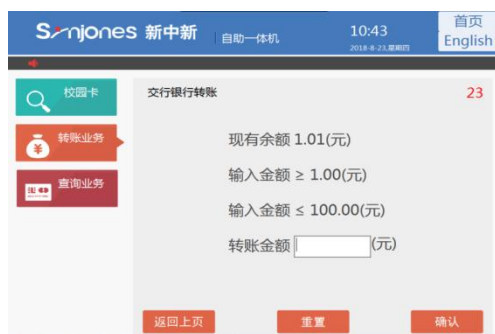 Synjones 新中新 自助一体机
10:43
2018-8-23,星期四
首页
English
校园卡
转账业务
查询业务
交行银行转账 23
现有余额 1.01(元)
输入金额 ≥ 1.00(元)
输入金额 ≤ 100.00(元)
转账金额 (元)
返回上页 重置 确认